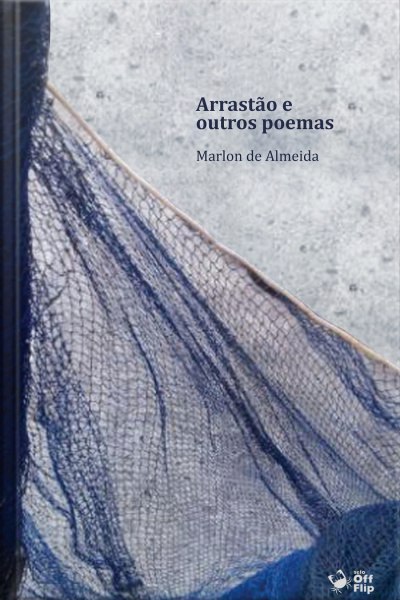 Arrastão e
outros poemas
Marlon de Almeida
selo
Off
Flip